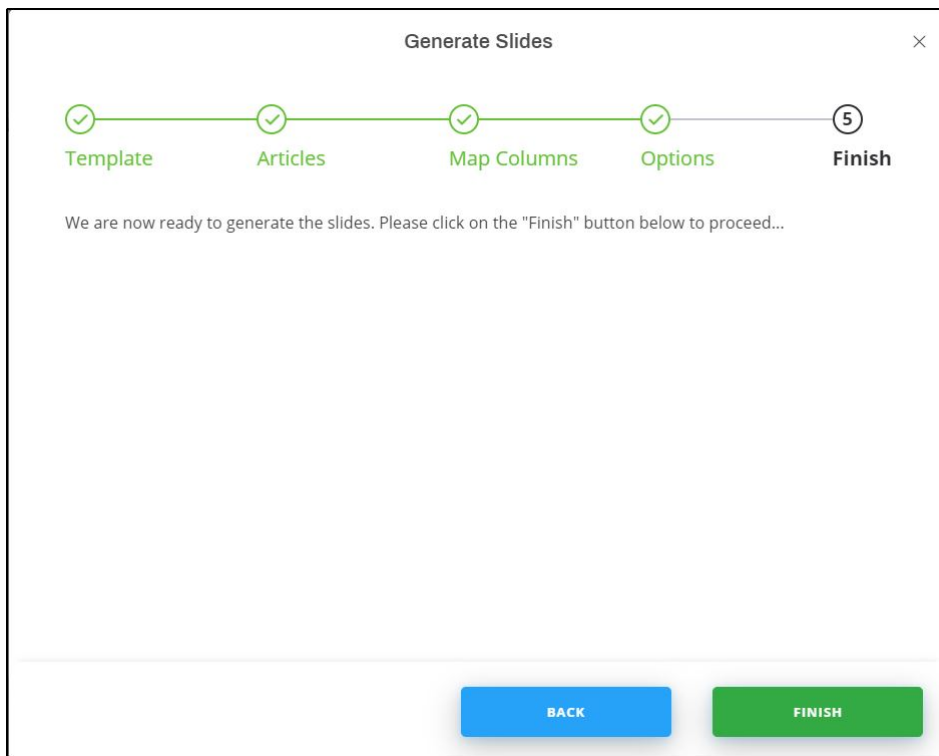 Generate Slides
5
Template Articles Map Columns Options Finish
We are now ready to generate the slides. Please click on the "Finish" button below to proceed...
BACK FINISH